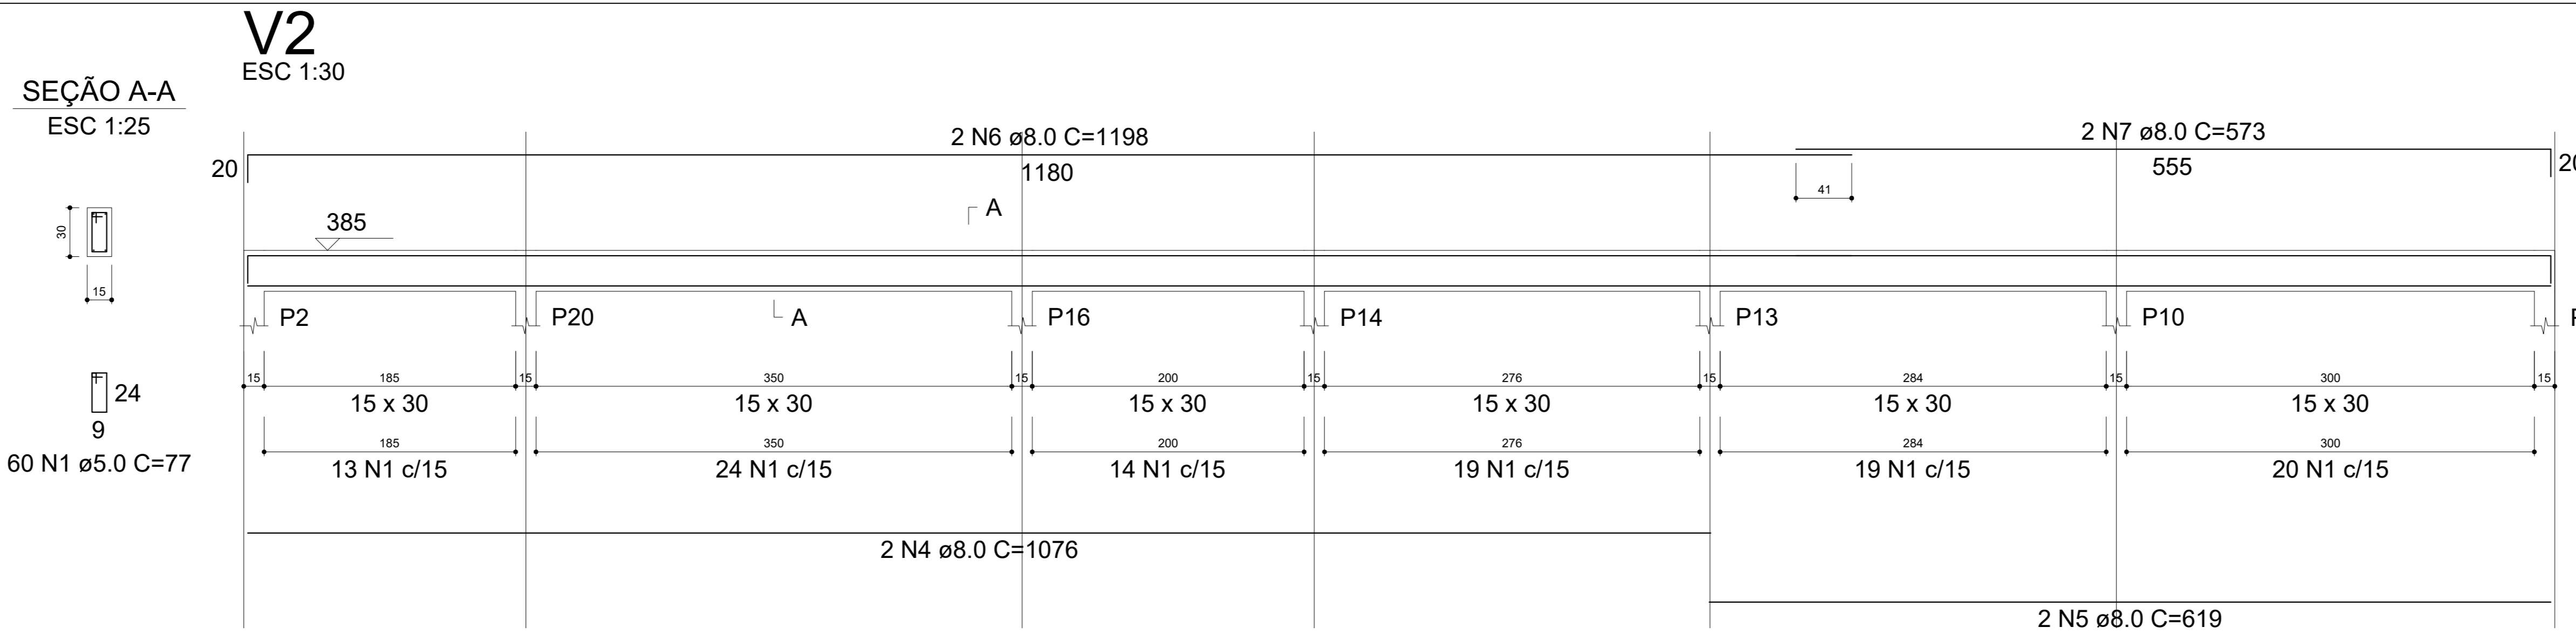 V2
ESC 1:30
SEÇÃO A-A
ESC 1:25
2 N6 ø8.0 C=1198
2 N7 ø8.0 C=573
20
1180
555
20
41
A
385
30
15
P2
P20
A
P16
P14
P13
P10
15
185
15
350
15
200
15
276
15
284
15
300
15
15 x 30
15 x 30
15 x 30
15 x 30
15 x 30
15 x 30
24
9
60 N1 ø5.0 C=77
185
350
200
276
284
300
13 N1 c/15
24 N1 c/15
14 N1 c/15
19 N1 c/15
19 N1 c/15
20 N1 c/15
2 N4 ø8.0 C=1076
2 N5 ø8.0 C=619